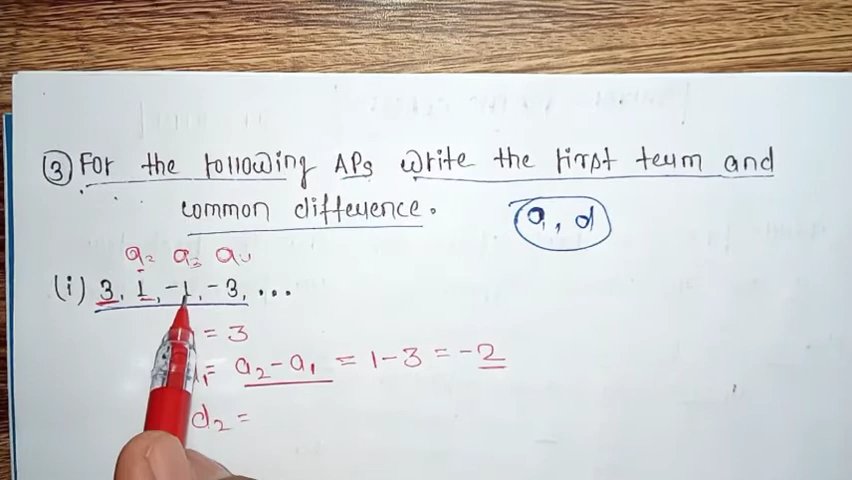 ③ For the following APs write the first term and
common difference.
a, d
a₂ a₃ a₄
(i) 3, 1, -1, -3, ...
= 3
d₁ = a₂ - a₁ = 1 - 3 = -2
d₂ =